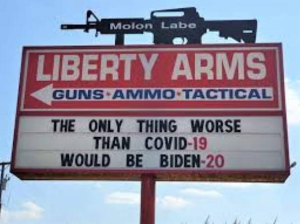 Molon Labe
LIBERTY ARMS
GUNS·AMMO·TACTICAL
THE ONLY THING WORSE
THAN COVID-19
WOULD BE BIDEN-20